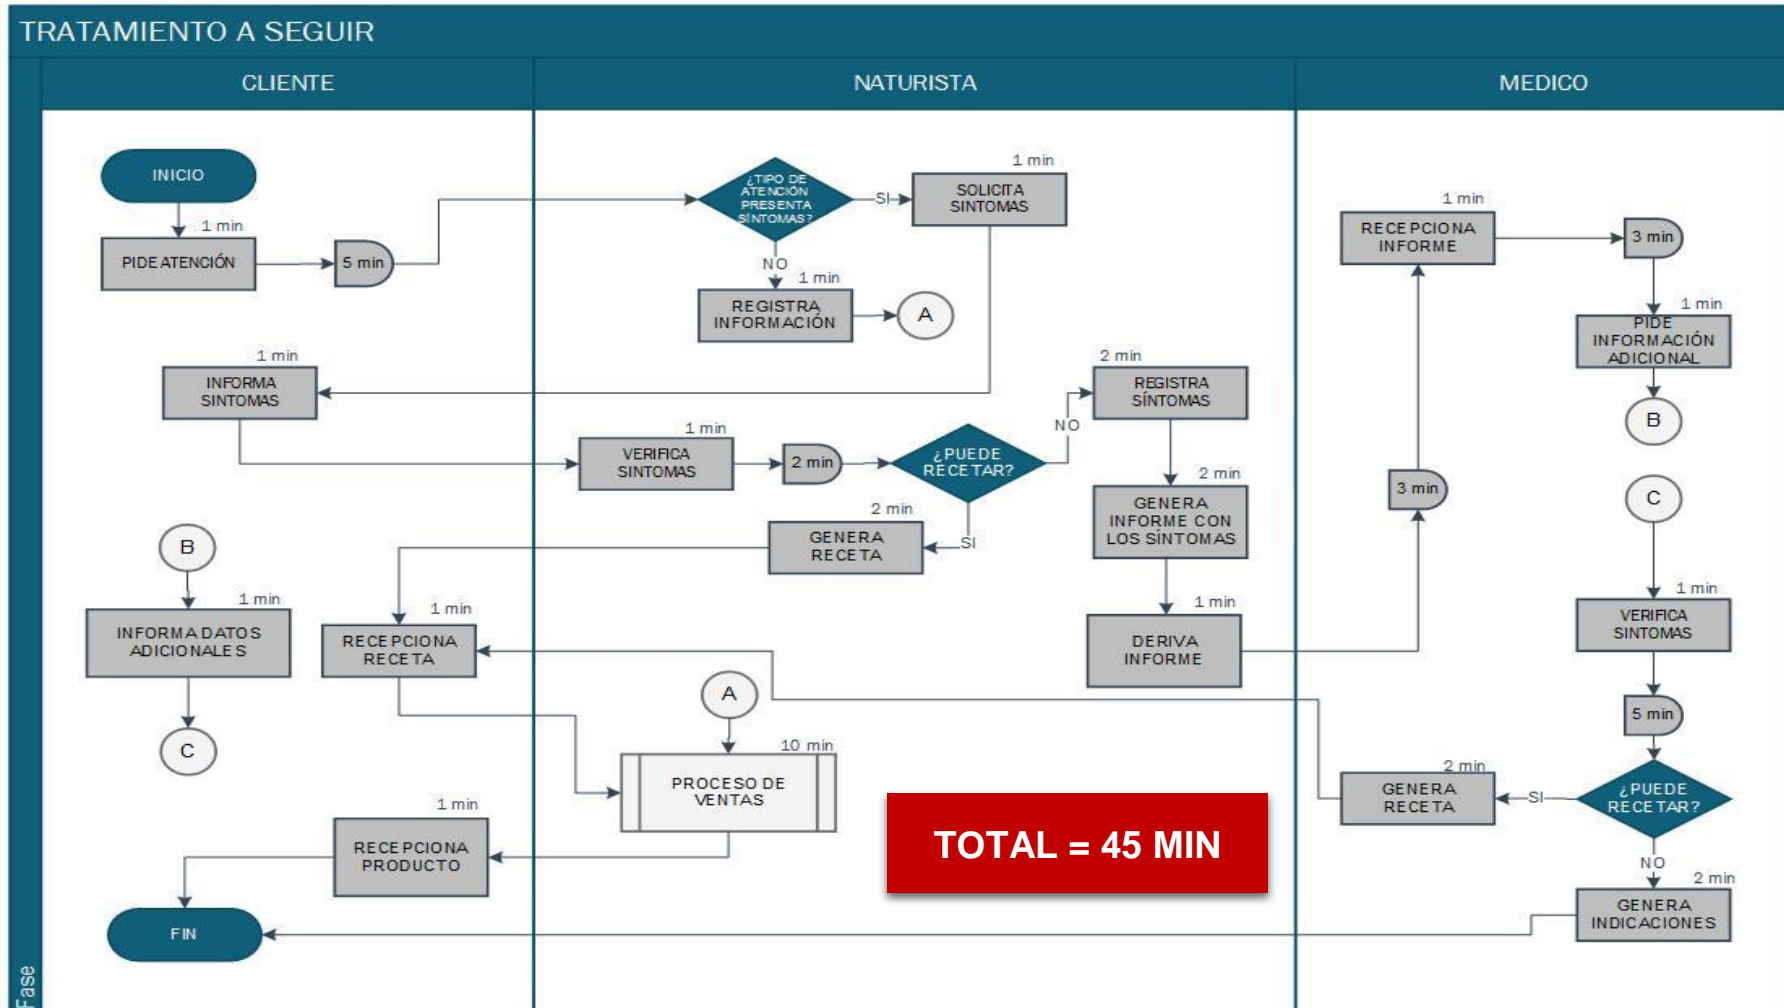 TRATAMIENTO A SEGUIR
CLIENTE
NATURISTA
MEDICO
INICIO
1 min
PIDE ATENCIÓN
5 min
¿TIPO DE
ATENCIÓN
PRESENTA
SÍNTOMAS?
SI
1 min
SOLICITA
SINTOMAS
NO
1 min
REGISTRA
INFORMACIÓN
A
1 min
RECEPCIONA
INFORME
3 min
1 min
PIDE
INFORMACIÓN
ADICIONAL
B
1 min
INFORMA
SINTOMAS
1 min
VERIFICA
SINTOMAS
2 min
¿PUEDE
RECETAR?
NO
2 min
REGISTRA
SÍNTOMAS
SI
2 min
GENERA
RECETA
2 min
GENERA
INFORME CON
LOS SÍNTOMAS
1 min
DERIVA
INFORME
3 min
C
1 min
VERIFICA
SINTOMAS
5 min
¿PUEDE
RECETAR?
SI
2 min
GENERA
RECETA
NO
2 min
GENERA
INDICACIONES
B
1 min
INFORMA DATOS
ADICIONALES
C
1 min
RECEPCIONA
RECETA
A
10 min
PROCESO DE
VENTAS
1 min
RECEPCIONA
PRODUCTO
FIN
TOTAL = 45 MIN
Fase